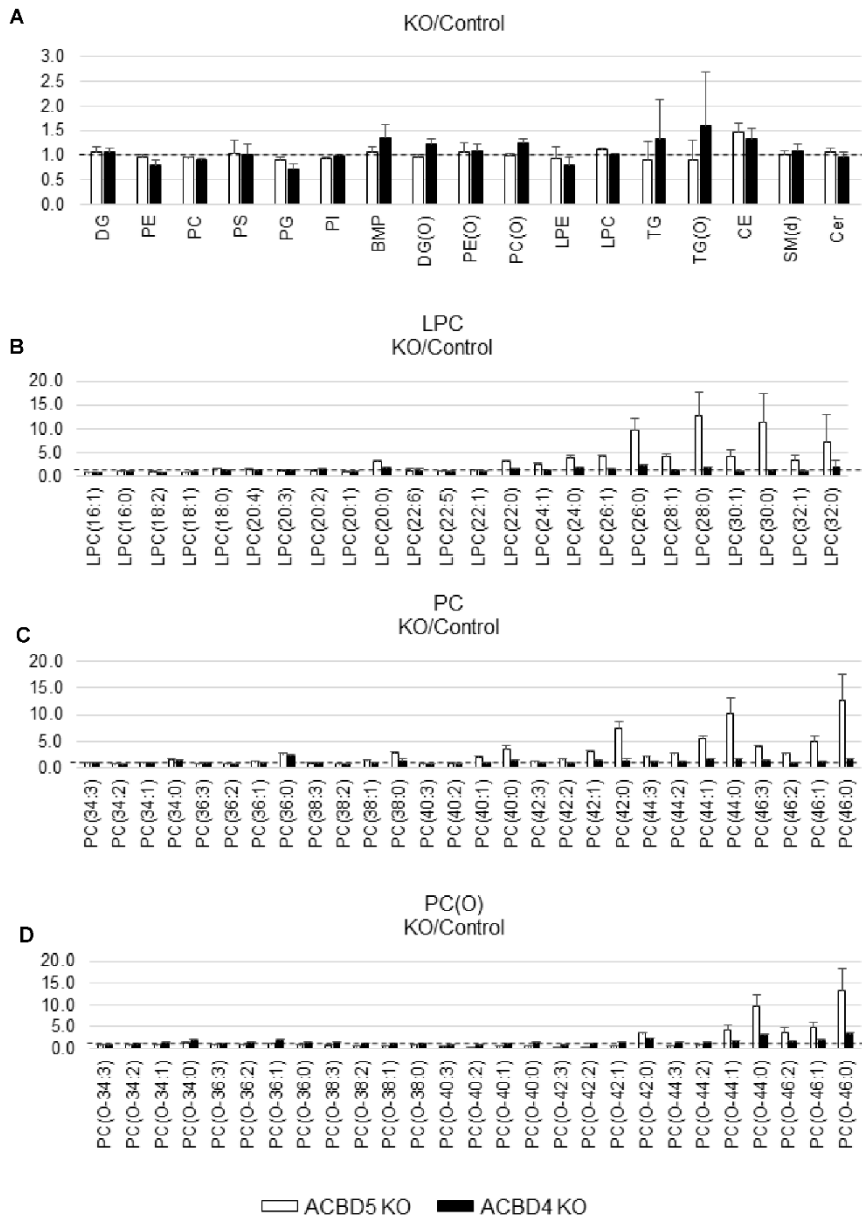 A
KO/Control
3.0
2.5
2.0
1.5
1.0
0.5
0.0
DG PE PC PS PG PI BMP DG(O) PE(O) PC(O) LPE LPC TG TG(O) CE SM(d) Cer
LPC
B
KO/Control
20.0
15.0
10.0
5.0
0.0
LPC(16:1) LPC(16:0) LPC(18:2) LPC(18:1) LPC(18:0) LPC(20:4) LPC(20:3) LPC(20:2) LPC(20:1) LPC(20:0) LPC(22:6) LPC(22:5) LPC(22:1) LPC(22:0) LPC(24:1) LPC(24:0) LPC(26:1) LPC(26:0) LPC(28:1) LPC(28:0) LPC(30:1) LPC(30:0) LPC(32:1) LPC(32:0)
PC
C
KO/Control
20.0
15.0
10.0
5.0
0.0
PC(34:3) PC(34:2) PC(34:1) PC(34:0) PC(36:3) PC(36:2) PC(36:1) PC(36:0) PC(38:3) PC(38:2) PC(38:1) PC(38:0) PC(40:3) PC(40:2) PC(40:1) PC(40:0) PC(42:3) PC(42:2) PC(42:1) PC(42:0) PC(44:3) PC(44:2) PC(44:1) PC(44:0) PC(46:3) PC(46:2) PC(46:1) PC(46:0)
PC(O)
D
KO/Control
20.0
15.0
10.0
5.0
0.0
PC(O-34:3) PC(O-34:2) PC(O-34:1) PC(O-34:0) PC(O-36:3) PC(O-36:2) PC(O-36:1) PC(O-36:0) PC(O-38:3) PC(O-38:2) PC(O-38:1) PC(O-38:0) PC(O-40:3) PC(O-40:2) PC(O-40:1) PC(O-40:0) PC(O-42:3) PC(O-42:2) PC(O-42:1) PC(O-42:0) PC(O-44:3) PC(O-44:2) PC(O-44:1) PC(O-44:0) PC(O-46:2) PC(O-46:1) PC(O-46:0)
ACBD5 KO ACBD4 KO